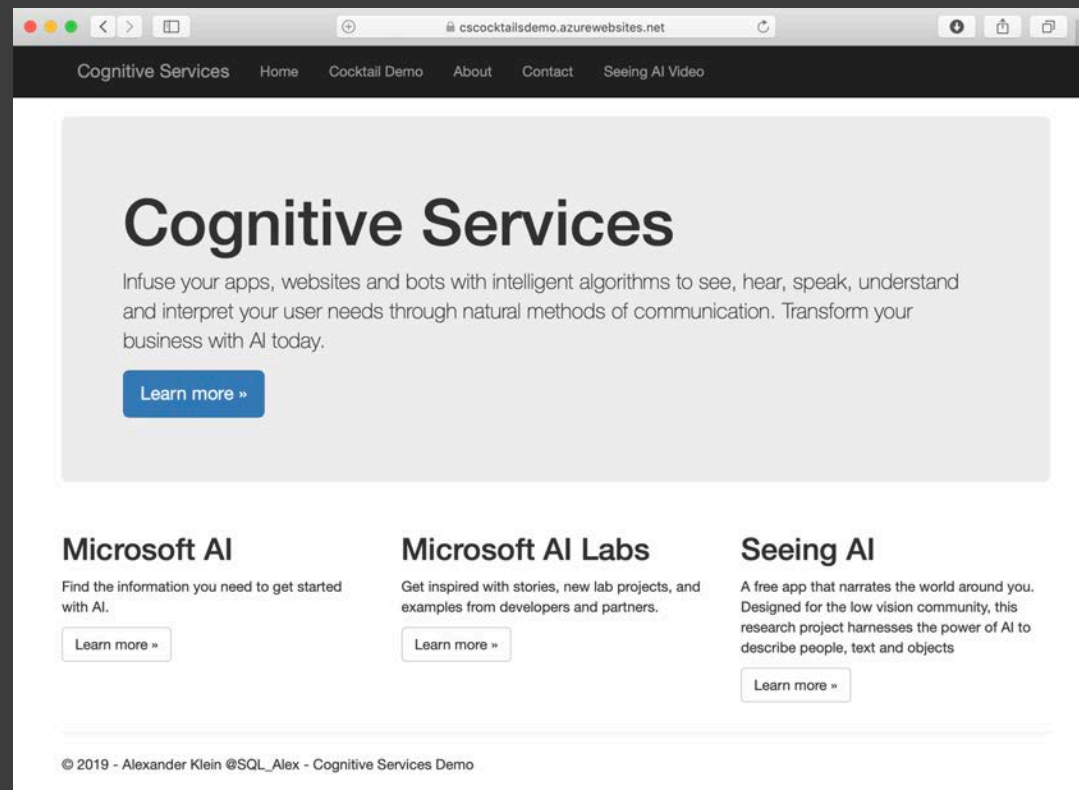 cscocktailsdemo.azurewebsites.net
Cognitive Services Home Cocktail Demo About Contact Seeing AI Video
Cognitive Services
Infuse your apps, websites and bots with intelligent algorithms to see, hear, speak, understand
and interpret your user needs through natural methods of communication. Transform your
business with AI today.
Learn more »
Microsoft AI
Find the information you need to get started
with AI.
Learn more »
Microsoft AI Labs
Get inspired with stories, new lab projects, and
examples from developers and partners.
Learn more »
Seeing AI
A free app that narrates the world around you.
Designed for the low vision community, this
research project harnesses the power of AI to
describe people, text and objects
Learn more »
© 2019 - Alexander Klein @SQL_Alex - Cognitive Services Demo